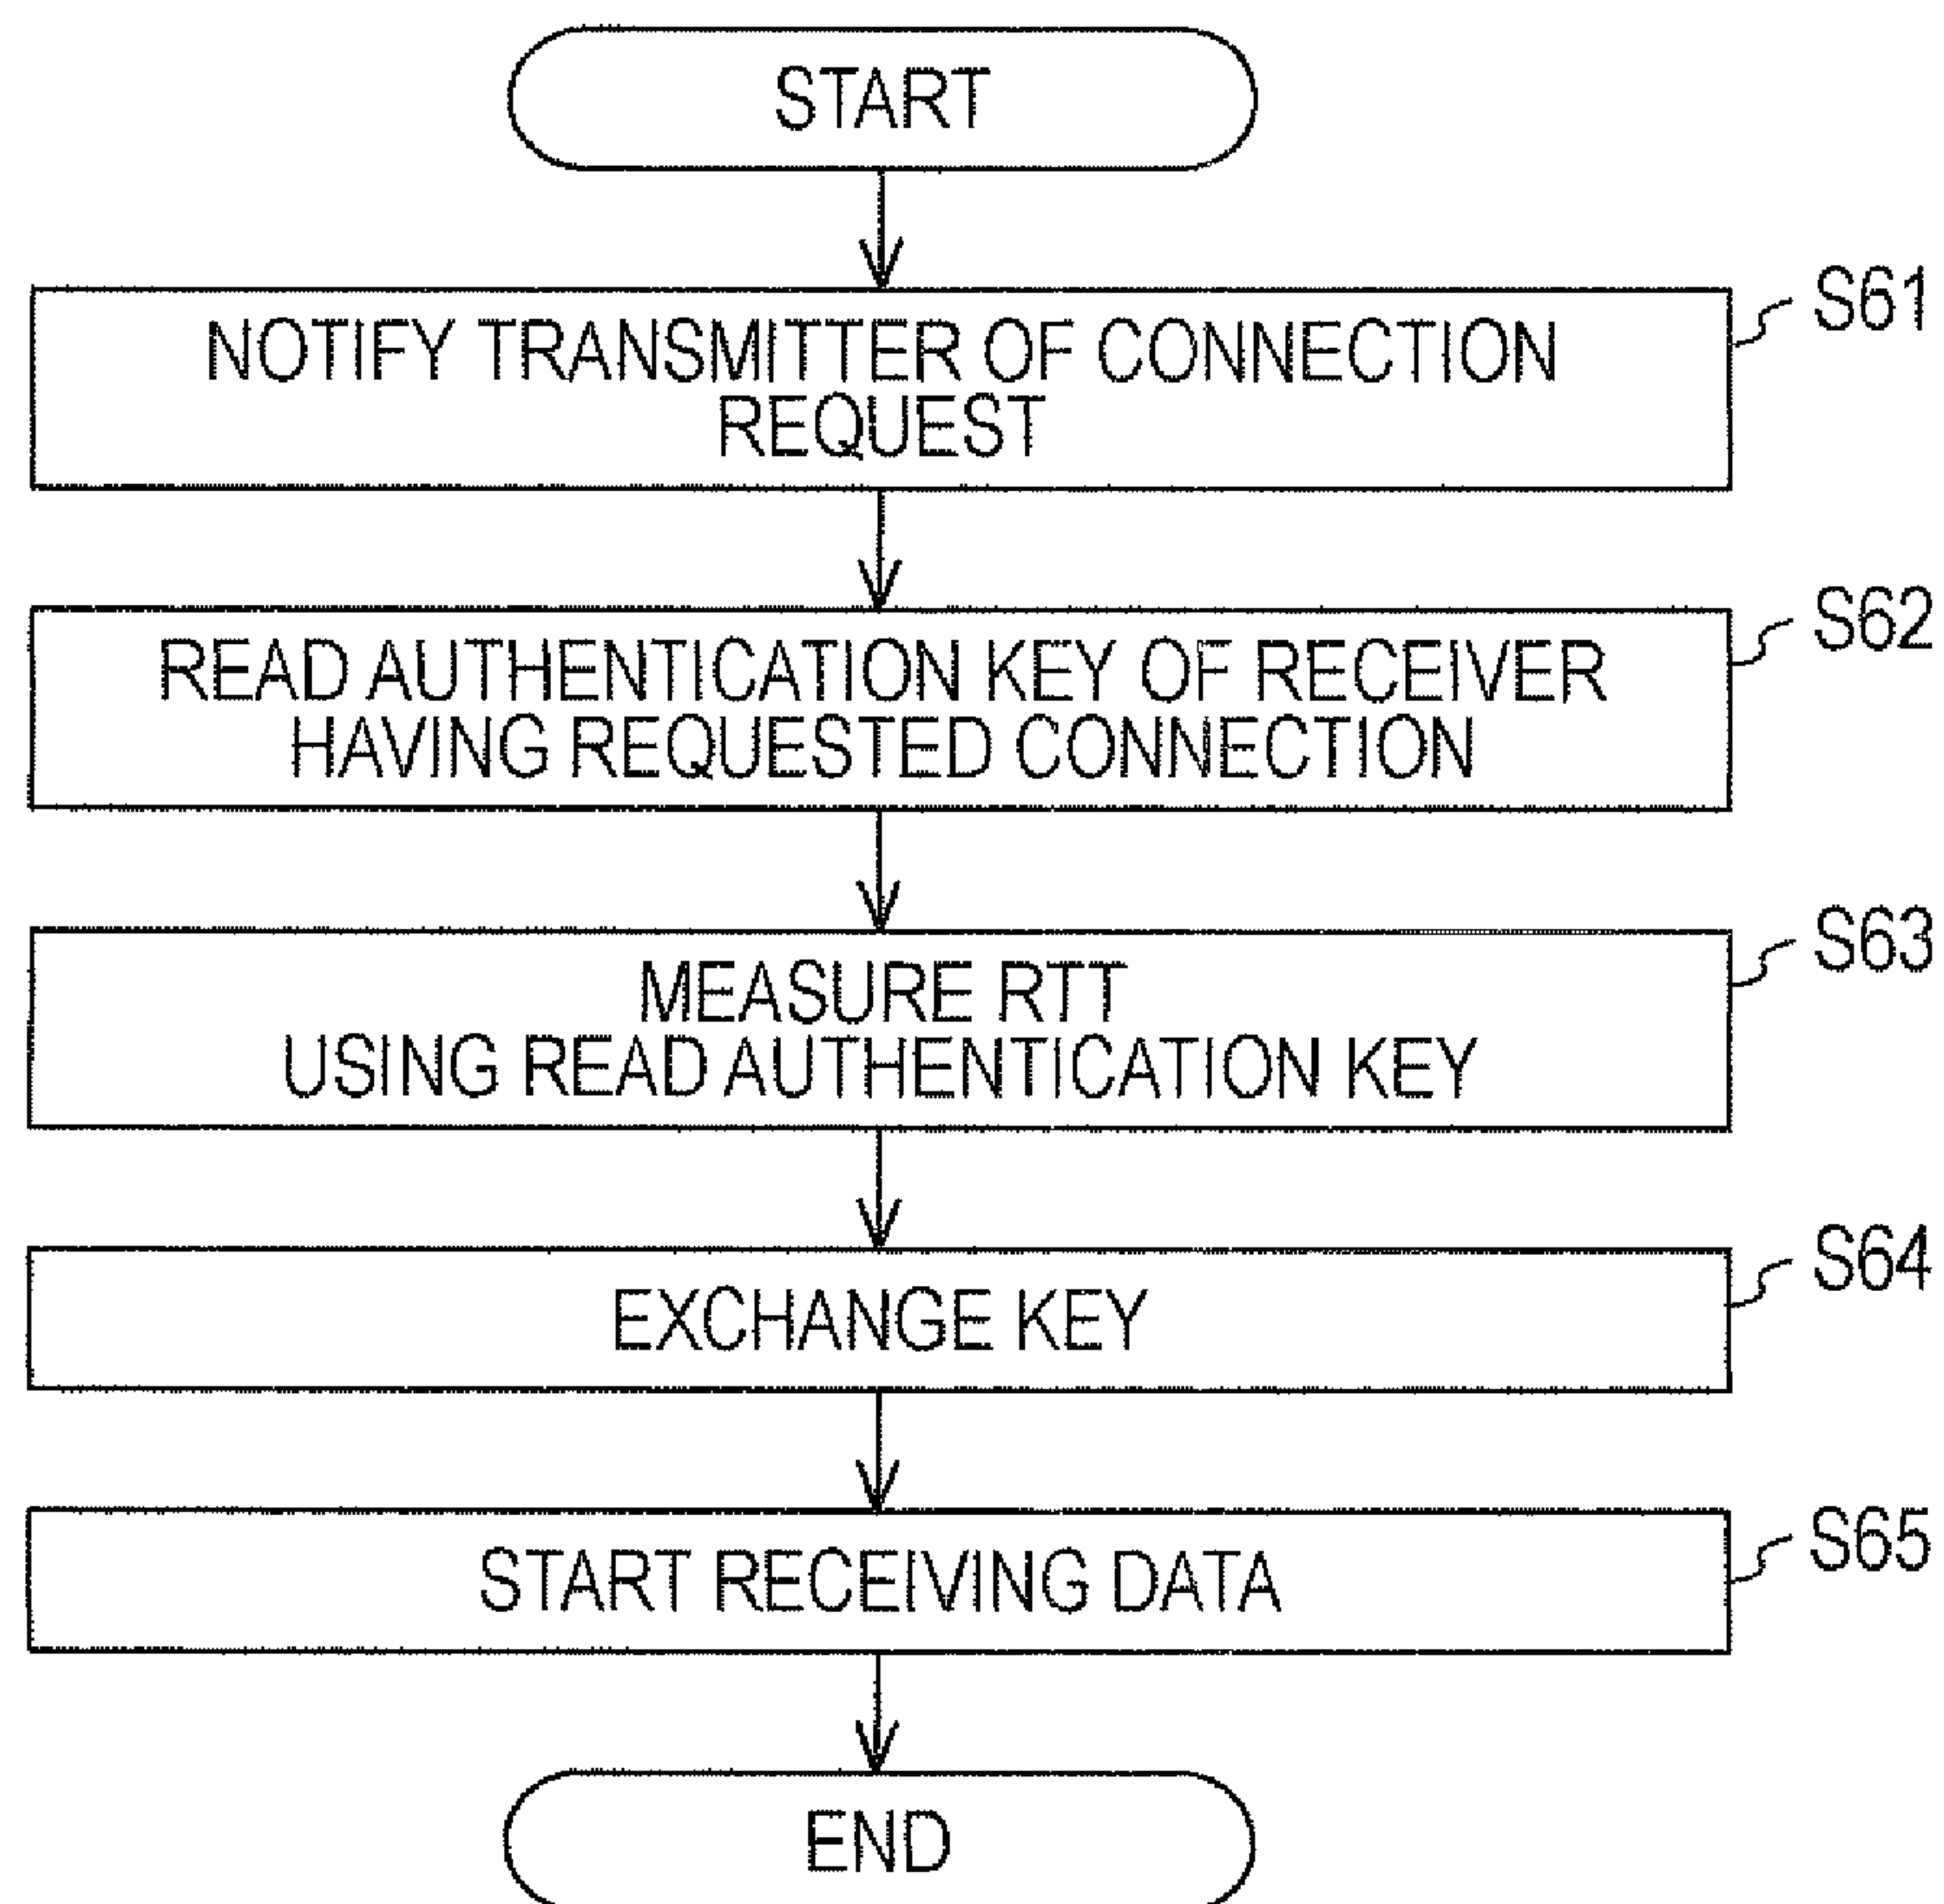 START
S61
NOTIFY TRANSMITTER OF CONNECTION
REQUEST
S62
READ AUTHENTICATION KEY OF RECEIVER
HAVING REQUESTED CONNECTION
S63
MEASURE RTT
USING READ AUTHENTICATION KEY
S64
EXCHANGE KEY
S65
START RECEIVING DATA
END